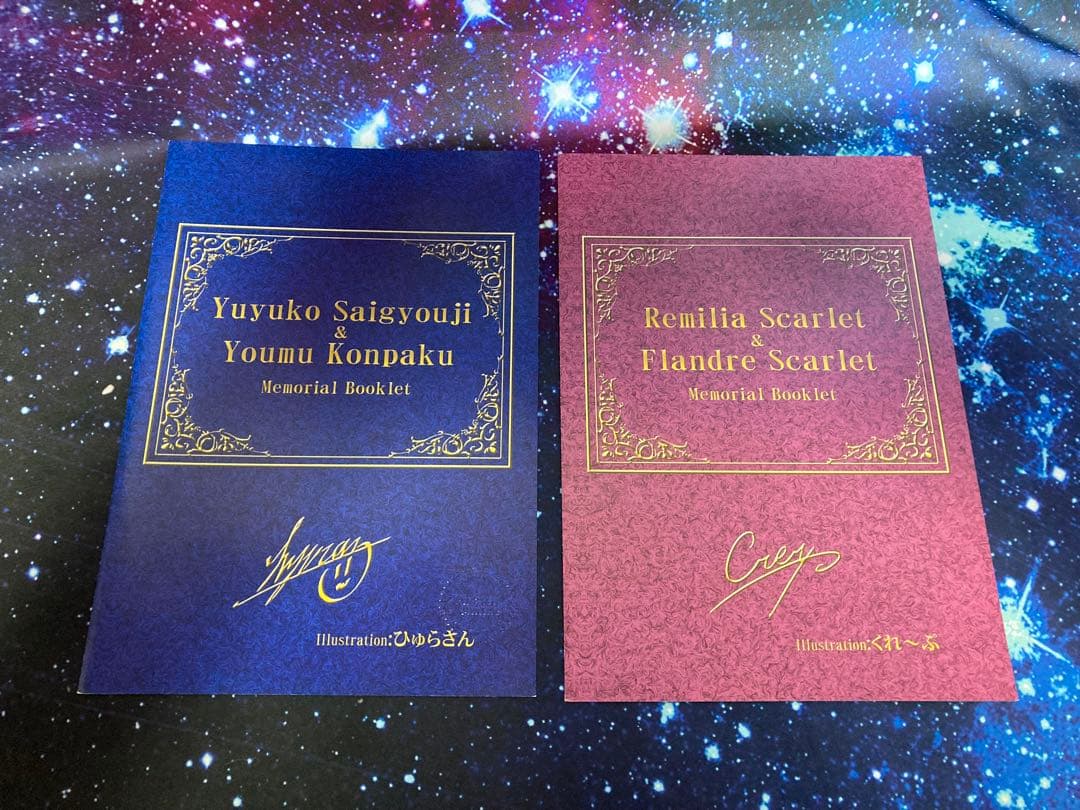 Yuyuko Saigyouji
&
Youmu Konpaku
Memorial Booklet
Illustration:ひゅらさん
Remilia Scarlet
&
Flandre Scarlet
Memorial Booklet
Crey
Illustration:くれ～ぷ